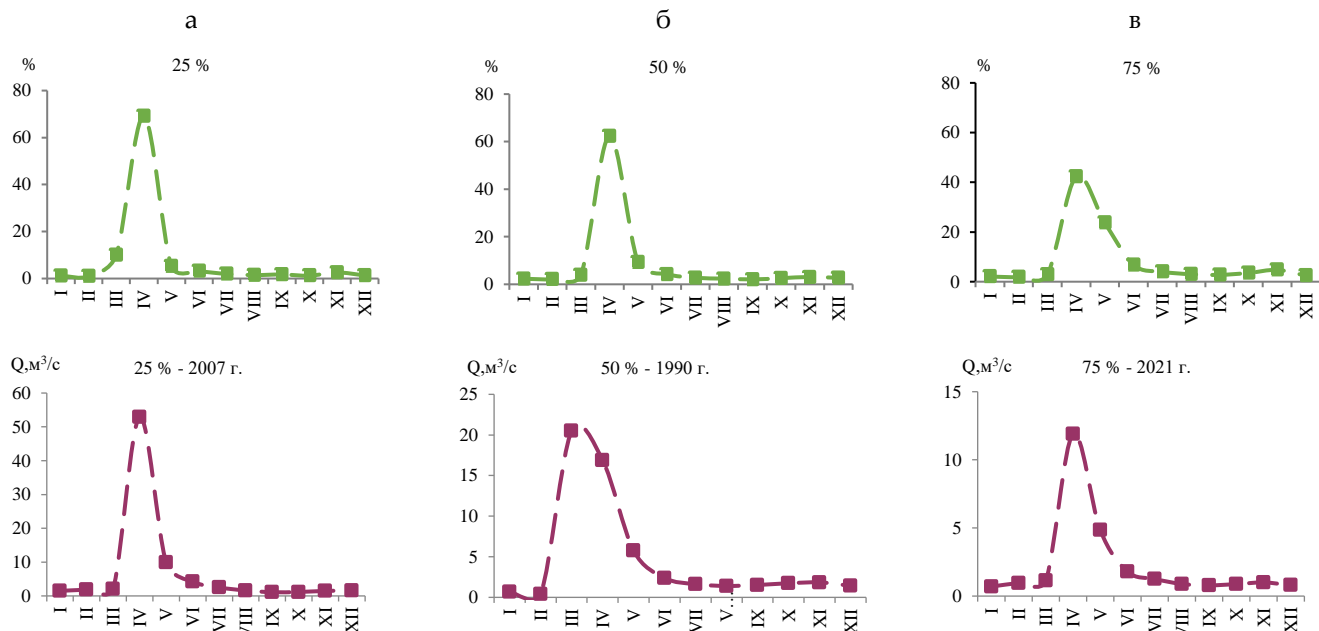 а
б
в
%
25 %
80
60
40
20
0
I
II
III
IV
V
VI
VII
VIII
IX
X
XI
XII
%
50 %
80
60
40
20
0
I
II
III
IV
V
VI
VII
VIII
IX
X
XI
XII
%
75 %
80
60
40
20
0
I
II
III
IV
V
VI
VII
VIII
IX
X
XI
XII
Q,м³/с
25 % - 2007 г.
60
50
40
30
20
10
0
I
II
III
IV
V
VI
VII
VIII
IX
X
XI
XII
Q,м³/с
50 % - 1990 г.
25
20
15
10
5
0
I
II
III
IV
V
VI
VII
V...
IX
X
XI
XII
Q,м³/с
75 % - 2021 г.
15
10
5
0
I
II
III
IV
V
VI
VII
VIII
IX
X
XI
XII